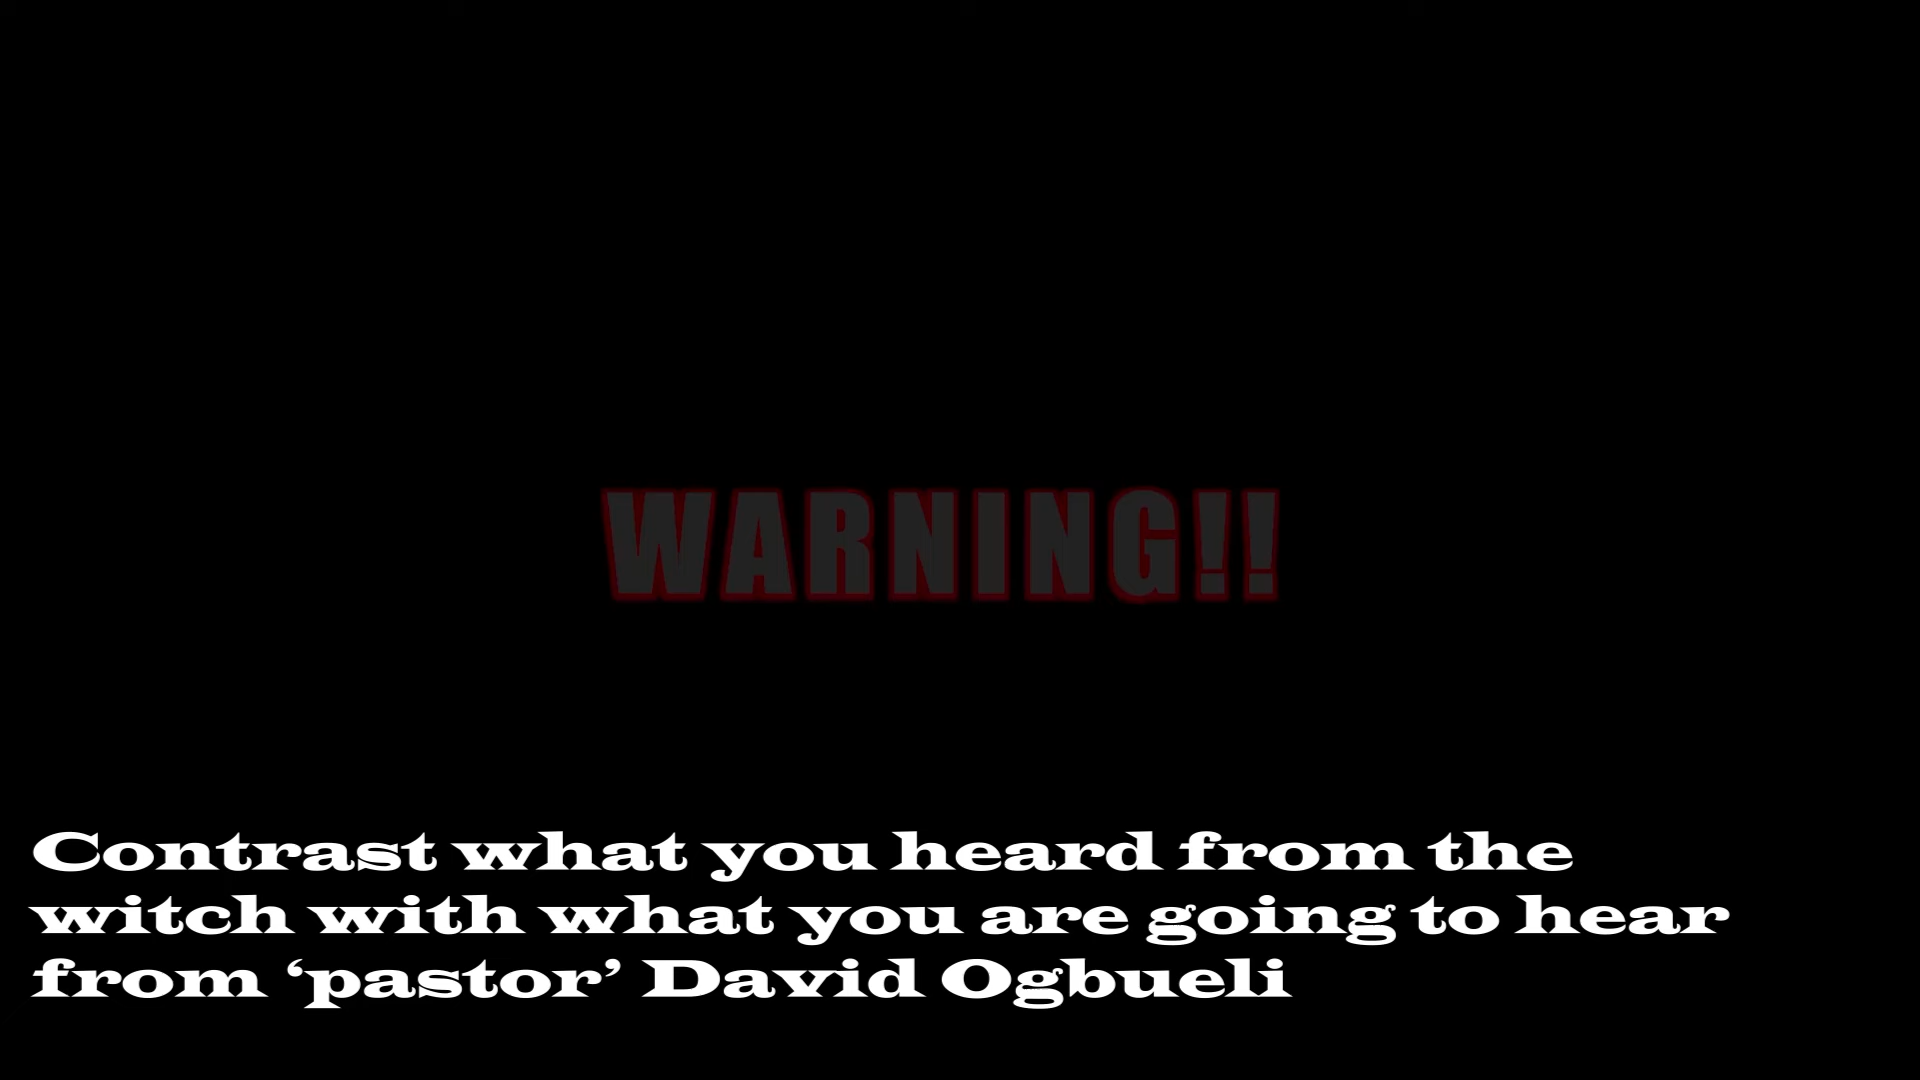 WARNING!!
Contrast what you heard from the
witch with what you are going to hear
from ‘pastor’ David Ogbueli